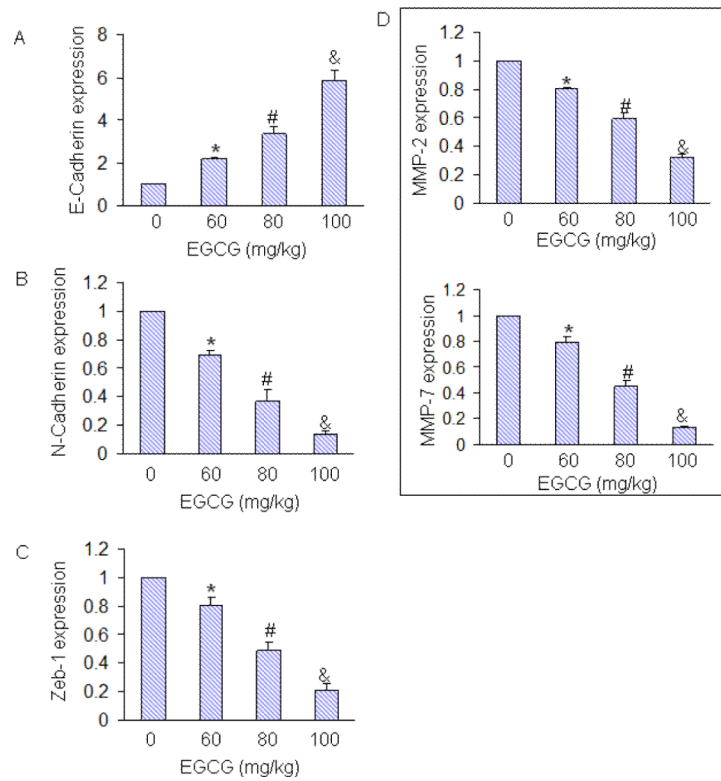 A
E-Cadherin expression
8
6
4
2
0
*
#
&
0 60 80 100
EGCG (mg/kg)
B
N-Cadherin expression
1.2
1
0.8
0.6
0.4
0.2
0
*
#
&
0 60 80 100
EGCG (mg/kg)
C
Zeb-1 expression
1.2
1
0.8
0.6
0.4
0.2
0
*
#
&
0 60 80 100
EGCG (mg/kg)
D
MMP-2 expression
1.2
1
0.8
0.6
0.4
0.2
0
*
#
&
0 60 80 100
EGCG (mg/kg)
MMP-7 expression
1.2
1
0.8
0.6
0.4
0.2
0
*
#
&
0 60 80 100
EGCG (mg/kg)